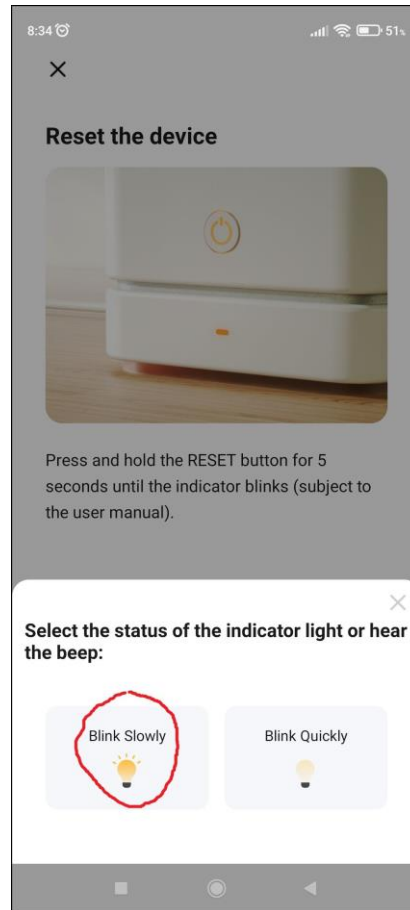 8:34
51%
Reset the device
Press and hold the RESET button for 5
seconds until the indicator blinks (subject to
the user manual).
Select the status of the indicator light or hear
the beep:
Blink Slowly
Blink Quickly